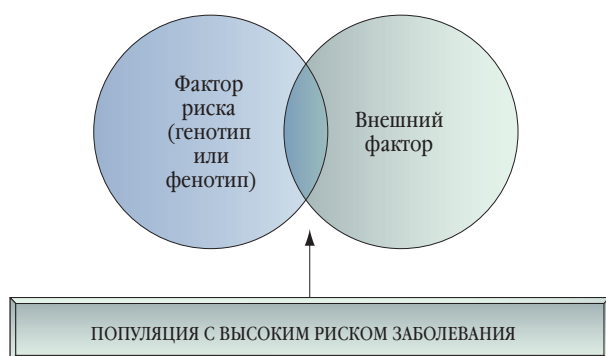 Фактор
риска
(генотип
или
фенотип)
Внешний
фактор
ПОПУЛЯЦИЯ С ВЫСОКИМ РИСКОМ ЗАБОЛЕВАНИЯ